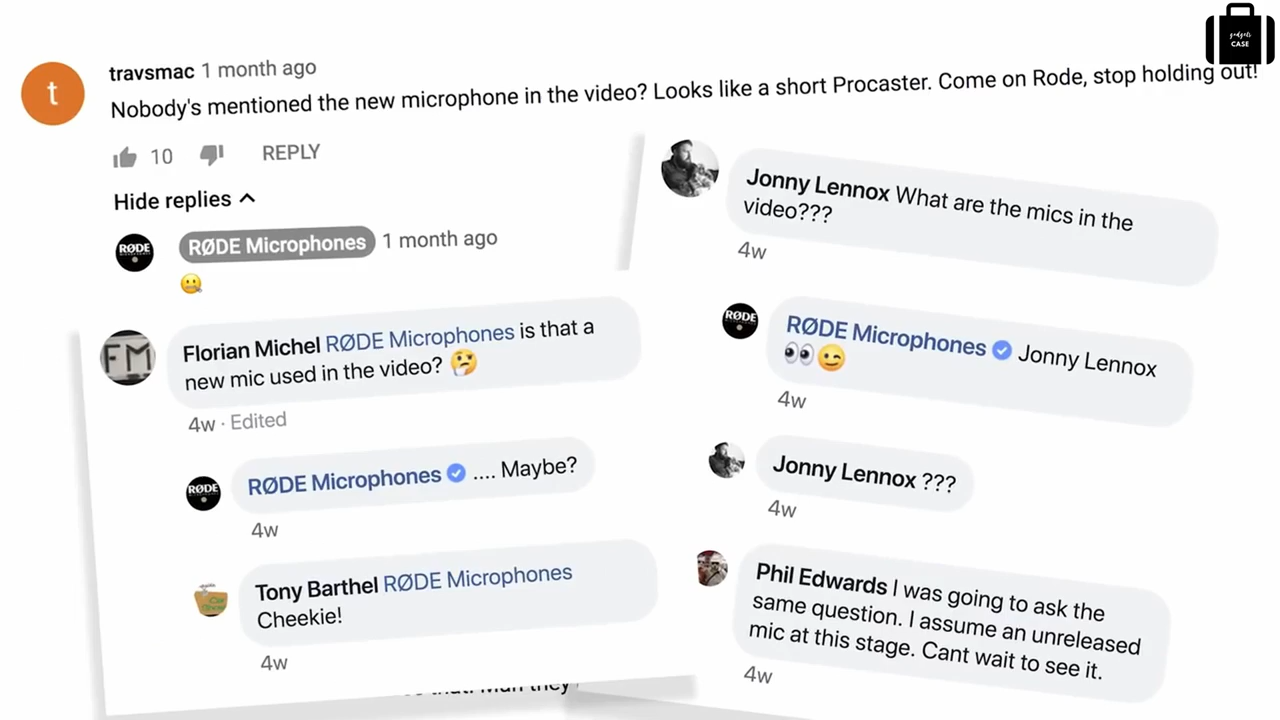 gadgets
CASE
travsmac 1 month ago
Nobody's mentioned the new microphone in the video? Looks like a short Procaster. Come on Rode, stop holding out!
10 REPLY
Hide replies
RØDE
RØDE Microphones 1 month ago
🤐
FM
Florian Michel RØDE Microphones is that a
new mic used in the video? 🤔
4w · Edited
RØDE
RØDE Microphones .... Maybe?
4w
Tony Barthel RØDE Microphones
Cheekie!
4w
Jonny Lennox What are the mics in the
video???
4w
RØDE
RØDE Microphones Jonny Lennox
👀😉
4w
Jonny Lennox ???
4w
Phil Edwards I was going to ask the
same question. I assume an unreleased
mic at this stage. Cant wait to see it.
4w